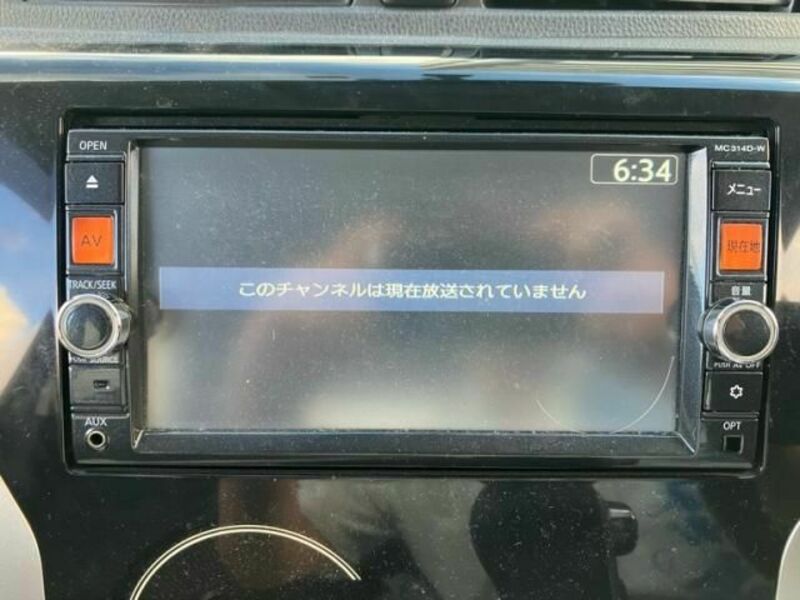 OPEN
MC314D-W
6:34
メニュー
AV
現在地
TRACK/SEEK
音量
このチャンネルは現在放送されていません
PUSH SOURCE
PUSH AV OFF
AUX
OPT